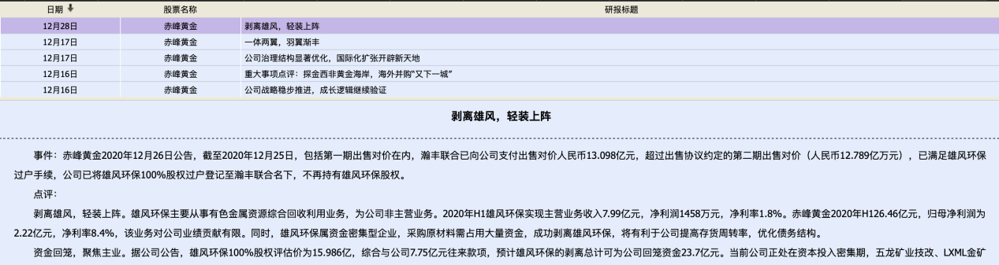 日期 股票名称 研报标题
12月28日 赤峰黄金 剥离雄风，轻装上阵
12月17日 赤峰黄金 一体两翼，羽翼渐丰
12月17日 赤峰黄金 公司治理结构显著优化，国际化扩张开辟新天地
12月16日 赤峰黄金 重大事项点评：探金西非黄金海岸，海外并购“又下一城”
12月16日 赤峰黄金 公司战略稳步推进，成长逻辑继续验证
剥离雄风，轻装上阵
事件：赤峰黄金2020年12月26日公告，截至2020年12月25日，包括第一期出售对价在内，瀚丰联合已向公司支付出售对价人民币13.098亿元，超过出售协议约定的第二期出售对价（人民币12.789亿万元），已满足雄风环保
过户手续，公司已将雄风环保100%股权过户登记至瀚丰联合名下，不再持有雄风环保股权。
点评：
剥离雄风，轻装上阵。雄风环保主要从事有色金属资源综合回收利用业务，为公司非主营业务。2020年H1雄风环保实现主营业务收入7.99亿元，净利润1458万元，净利率1.8%。赤峰黄金2020年H126.46亿元，归母净利润为
2.22亿元，净利率8.4%，该业务对公司业绩贡献有限。同时，雄风环保属资金密集型企业，采购原材料需占用大量资金，成功剥离雄风环保，将有利于公司提高存货周转率，优化债务结构。
资金回笼，聚焦主业。据公司公告，雄风环保100%股权评估价为15.986亿，综合与公司7.75亿元往来款项，预计雄风环保的剥离总计可为公司回笼资金23.7亿元。当前公司正处在资本投入密集期，五龙矿业技改、LXML金矿